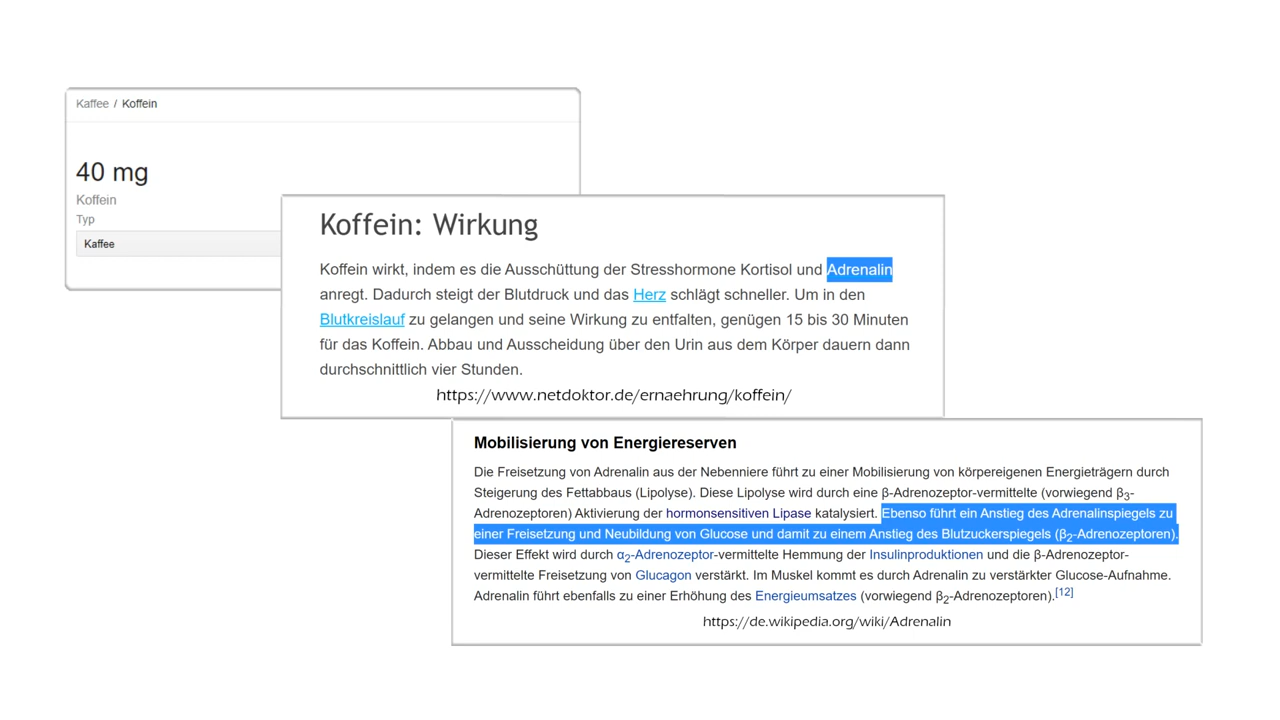 Kaffee / Koffein
40 mg
Koffein
Typ
Kaffee
Koffein: Wirkung
Koffein wirkt, indem es die Ausschüttung der Stresshormone Kortisol und Adrenalin
anregt. Dadurch steigt der Blutdruck und das Herz schlägt schneller. Um in den
Blutkreislauf zu gelangen und seine Wirkung zu entfalten, genügen 15 bis 30 Minuten
für das Koffein. Abbau und Ausscheidung über den Urin aus dem Körper dauern dann
durchschnittlich vier Stunden.
https://www.netdoktor.de/ernaehrung/koffein/
Mobilisierung von Energiereserven
Die Freisetzung von Adrenalin aus der Nebenniere führt zu einer Mobilisierung von körpereigenen Energieträgern durch
Steigerung des Fettabbaus (Lipolyse). Diese Lipolyse wird durch eine β-Adrenozeptor-vermittelte (vorwiegend β3-
Adrenozeptoren) Aktivierung der hormonsensitiven Lipase katalysiert. Ebenso führt ein Anstieg des Adrenalinspiegels zu
einer Freisetzung und Neubildung von Glucose und damit zu einem Anstieg des Blutzuckerspiegels (β2-Adrenozeptoren).
Dieser Effekt wird durch α2-Adrenozeptor-vermittelte Hemmung der Insulinproduktionen und die β-Adrenozeptor-
vermittelte Freisetzung von Glucagon verstärkt. Im Muskel kommt es durch Adrenalin zu verstärkter Glucose-Aufnahme.
Adrenalin führt ebenfalls zu einer Erhöhung des Energieumsatzes (vorwiegend β2-Adrenozeptoren).[12]
https://de.wikipedia.org/wiki/Adrenalin